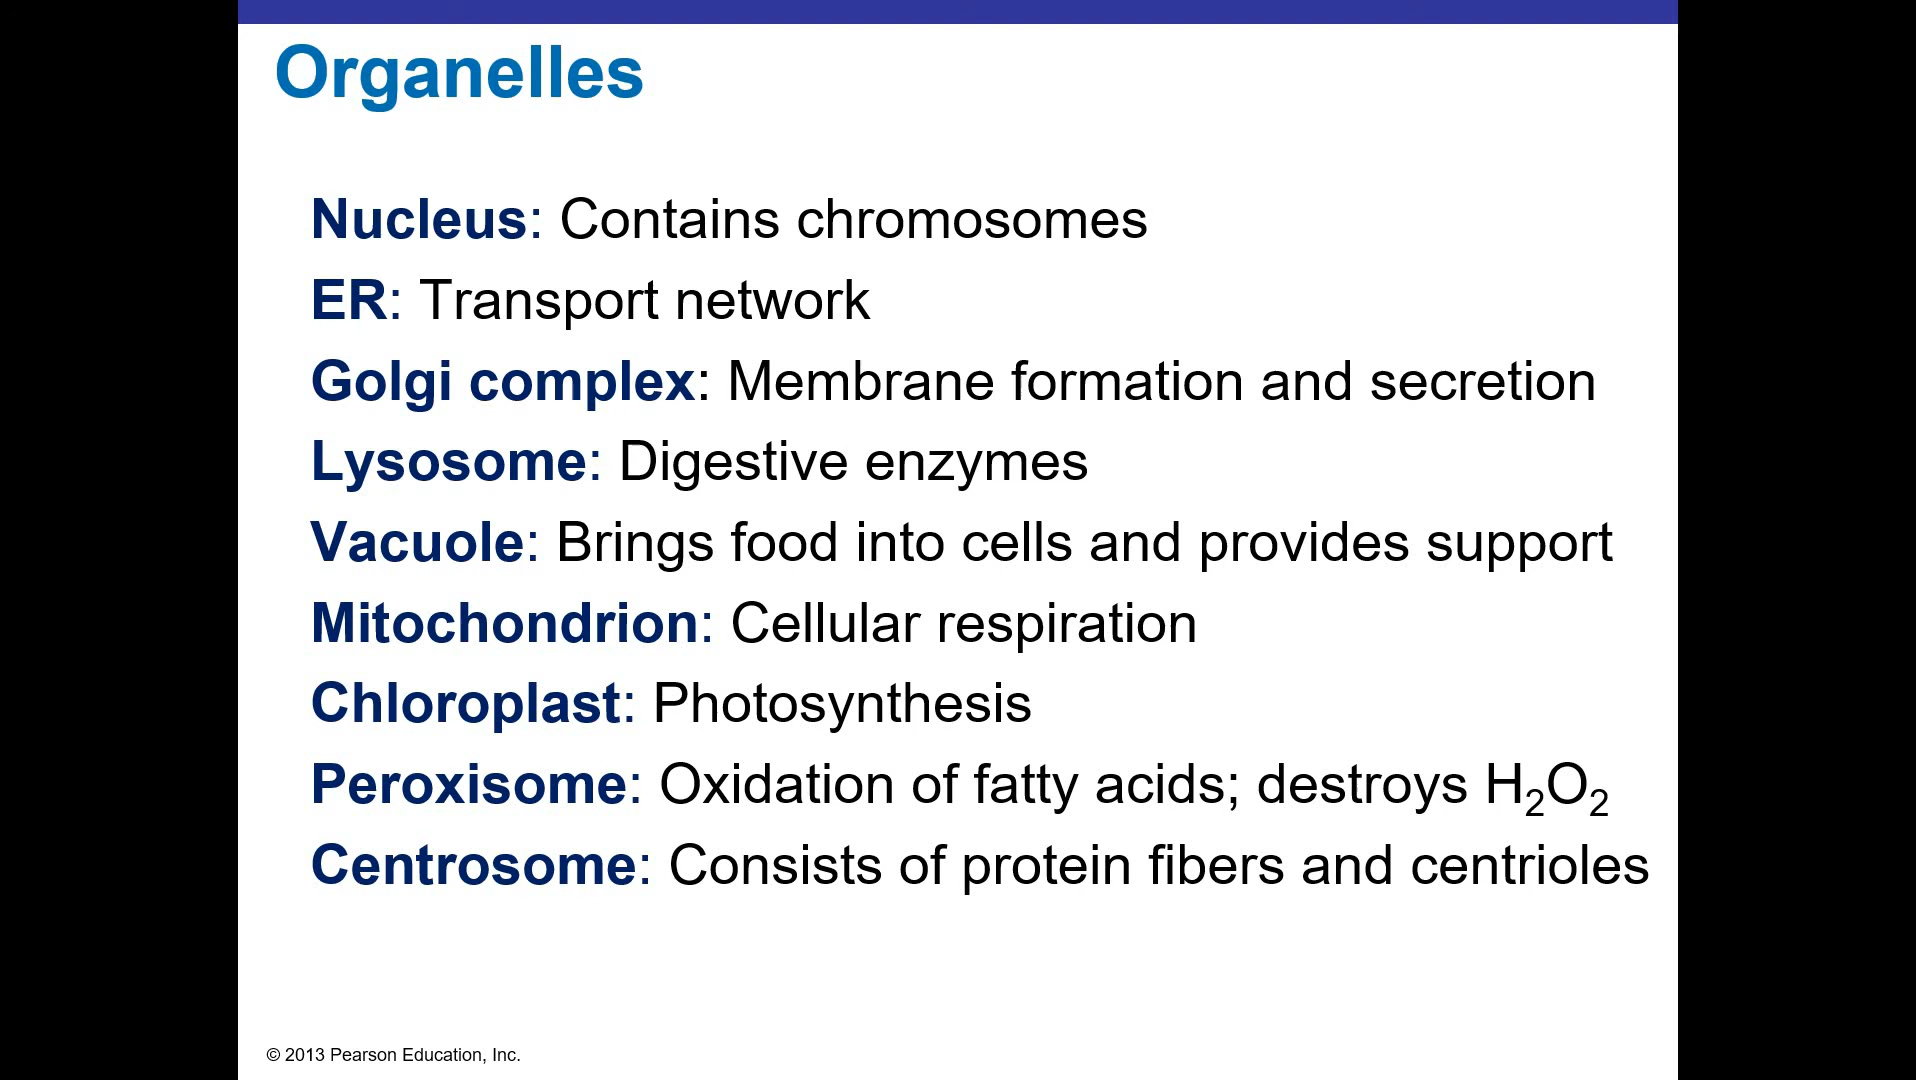 Organelles
Nucleus: Contains chromosomes
ER: Transport network
Golgi complex: Membrane formation and secretion
Lysosome: Digestive enzymes
Vacuole: Brings food into cells and provides support
Mitochondrion: Cellular respiration
Chloroplast: Photosynthesis
Peroxisome: Oxidation of fatty acids; destroys H₂O₂
Centrosome: Consists of protein fibers and centrioles
© 2013 Pearson Education, Inc.